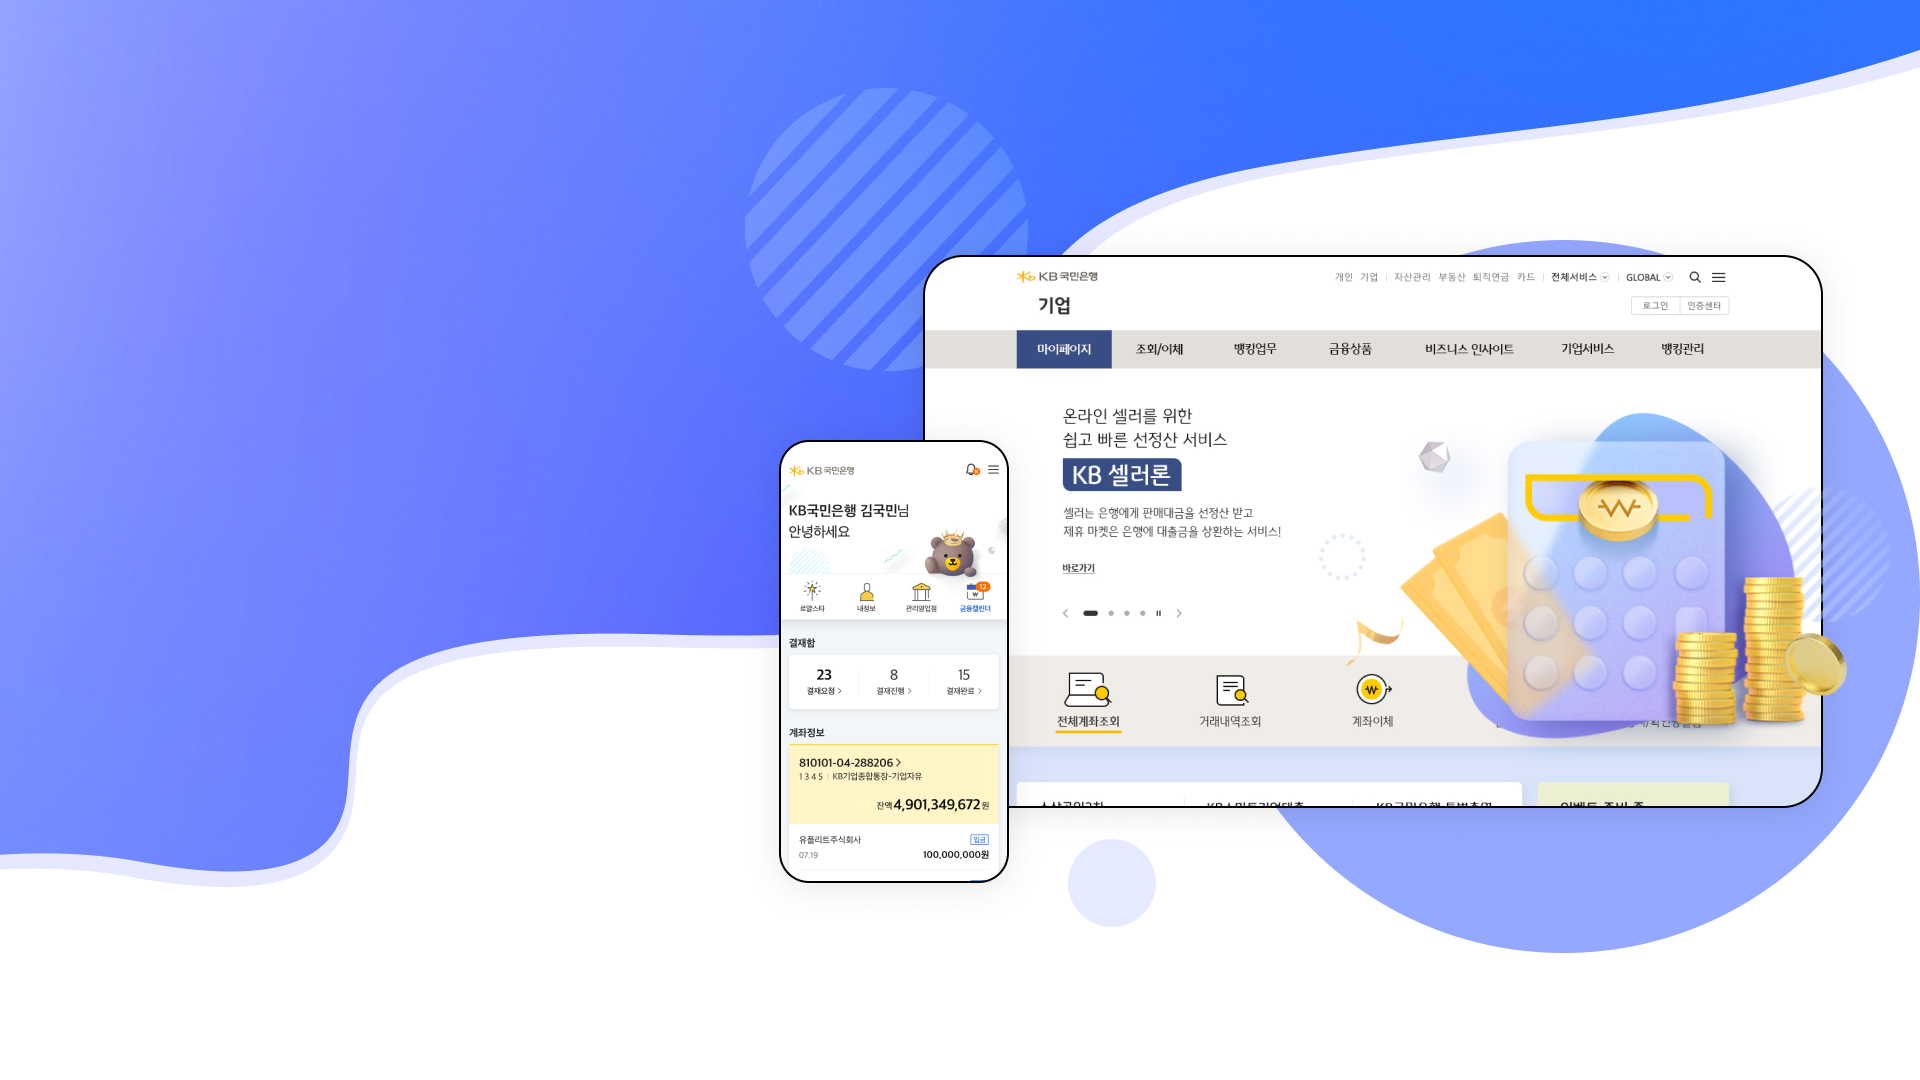 KB 국민은행
개인 기업 자산관리 부동산 퇴직연금 카드 전체서비스 GLOBAL
기업
로그인 인증센터
마이페이지 조회/이체 뱅킹업무 금융상품 비즈니스 인사이트 기업서비스 뱅킹관리
온라인 셀러를 위한
쉽고 빠른 선정산 서비스
KB 셀러론
셀러는 은행에게 판매대금을 선정산 받고
제휴 마켓은 은행에 대출금을 상환하는 서비스!
바로가기
전체계좌조회 거래내역조회 계좌이체
KB 국민은행
KB국민은행 김국민님
안녕하세요
12
로얄스타 내정보 관리영업점 금융캘린더
결재함
23 8 15
결재요청 결재진행 결재완료
계좌정보
810101-04-288206
1 3 4 5 KB기업종합통장-기업자유
잔액 4,901,349,672 원
유플리트주식회사 입금
07.19 100,000,000원